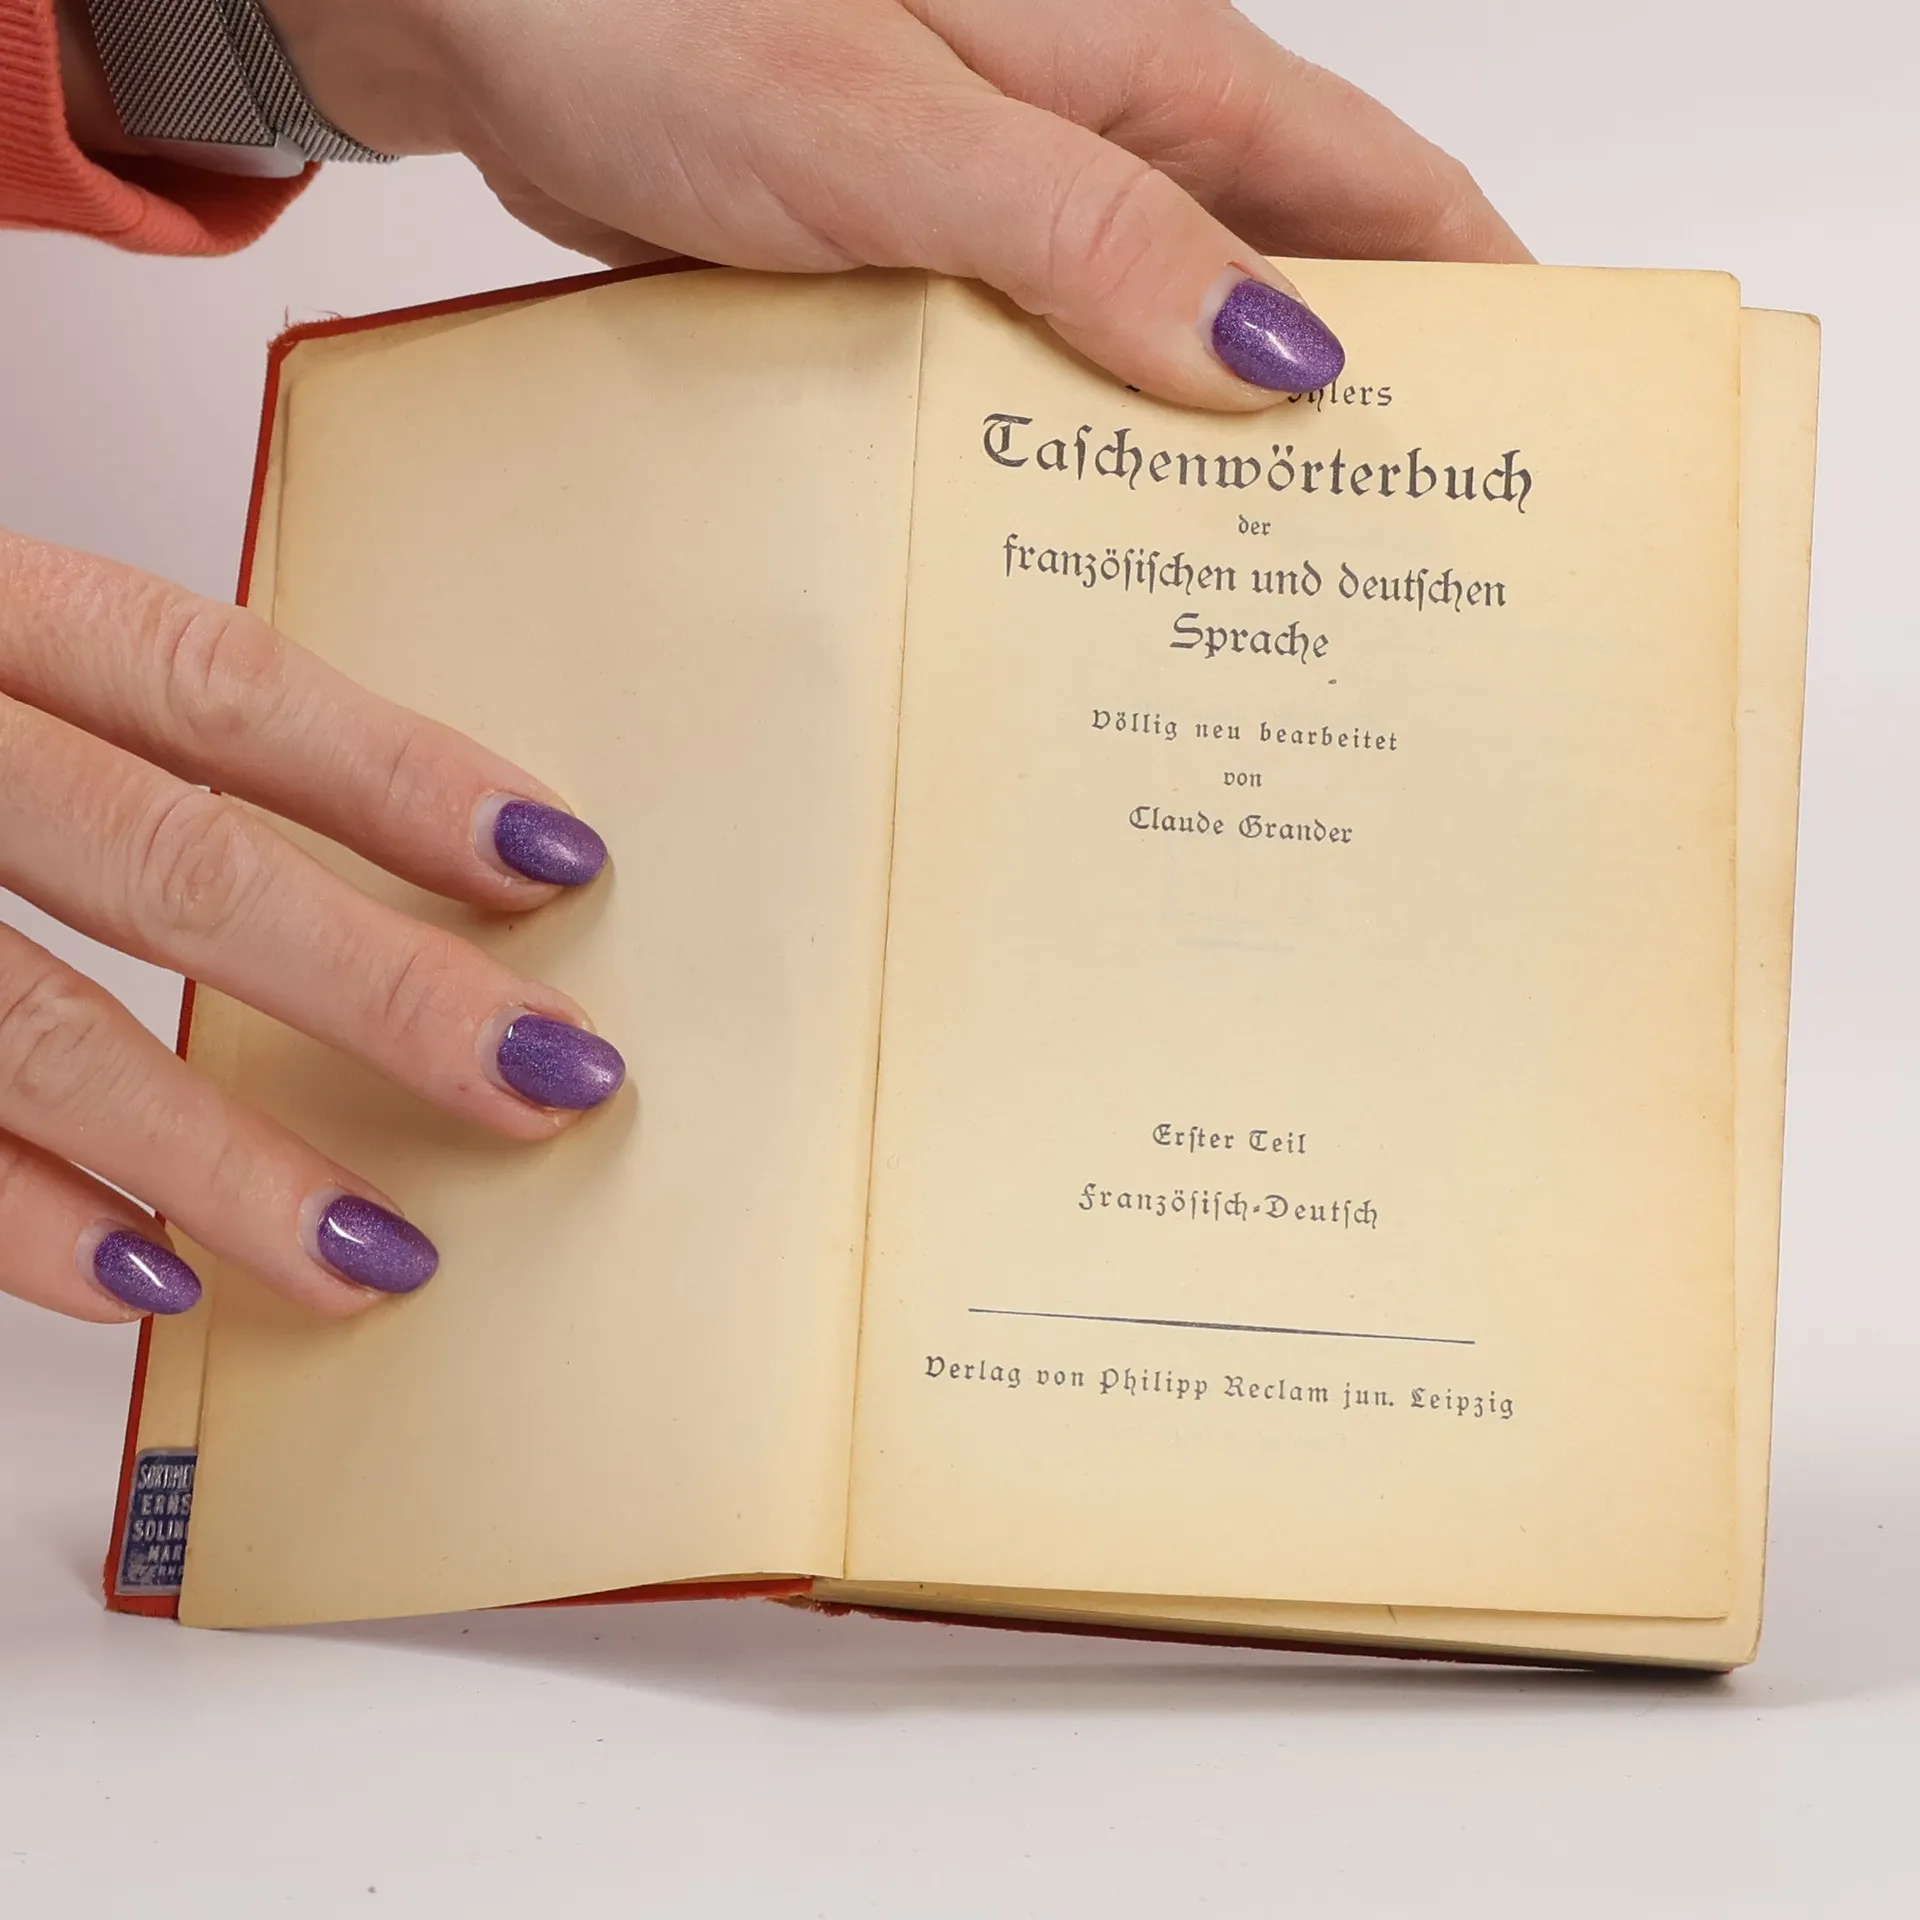 Taſchenwörterbuch
der
franzöſiſchen und deutſchen
Sprache
Völlig neu bearbeitet
von
Claude Grander
Erſter Teil
Franzöſiſch-Deutſch
Verlag von Philipp Reclam jun. Leipzig